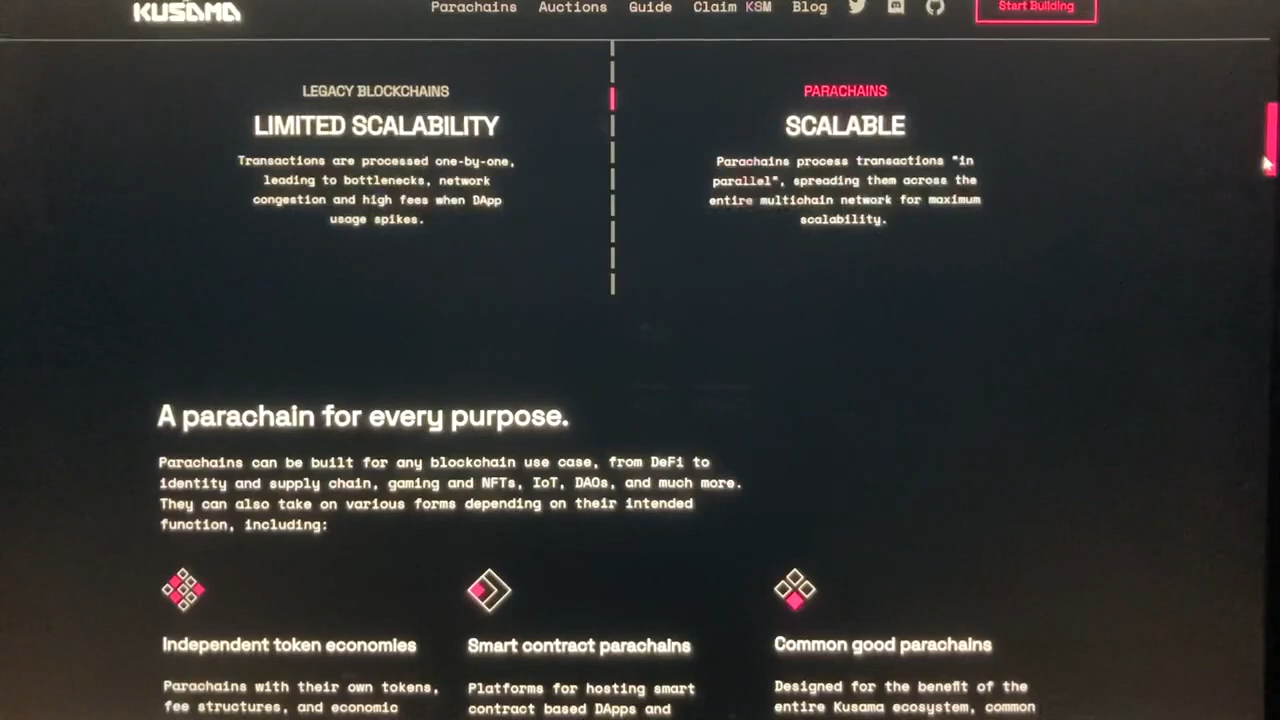 KUSAMA
Parachains Auctions Guide Claim KSM Blog
Start Building
LEGACY BLOCKCHAINS
LIMITED SCALABILITY
Transactions are processed one-by-one,
leading to bottlenecks, network
congestion and high fees when DApp
usage spikes.
PARACHAINS
SCALABLE
Parachains process transactions "in
parallel", spreading them across the
entire multichain network for maximum
scalability.
A parachain for every purpose.
Parachains can be built for any blockchain use case, from DeFi to
identity and supply chain, gaming and NFTs, IoT, DAOs, and much more.
They can also take on various forms depending on their intended
function, including:
Independent token economies
Parachains with their own tokens,
fee structures, and economic
Smart contract parachains
Platforms for hosting smart
contract based DApps and
Common good parachains
Designed for the benefit of the
entire Kusama ecosystem, common